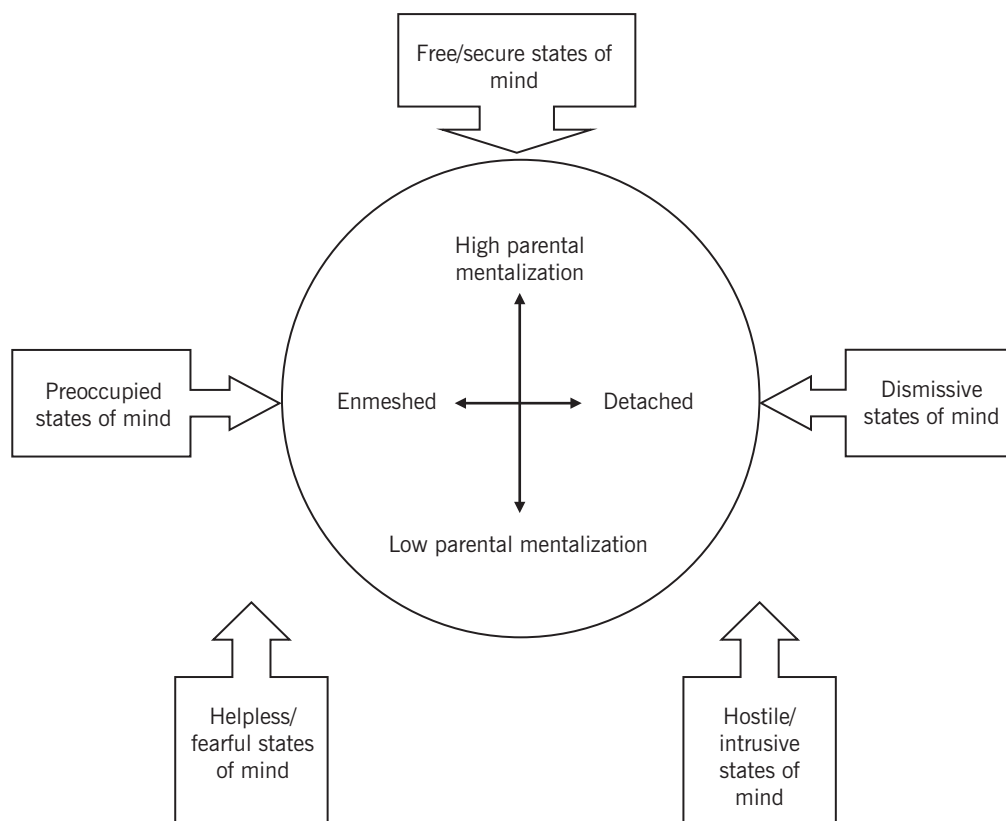 Free/secure states of
mind
High parental
mentalization
Preoccupied
states of mind
Enmeshed
Detached
Dismissive
states of mind
Low parental mentalization
Helpless/
fearful states
of mind
Hostile/
intrusive
states of
mind